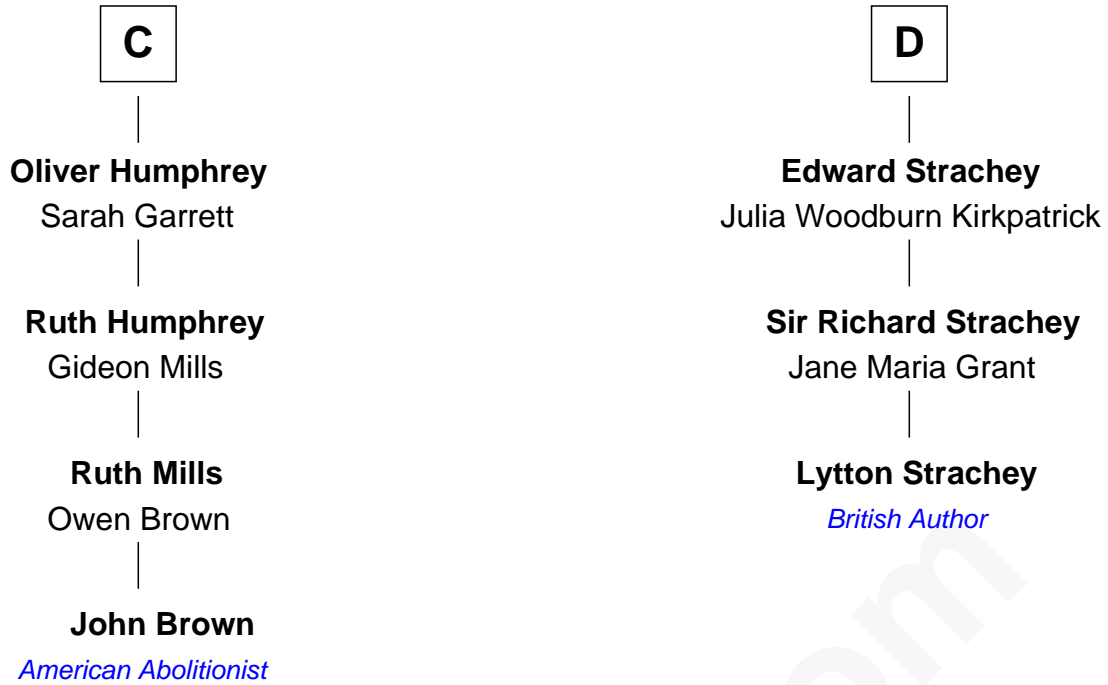 C
Oliver Humphrey
Sarah Garrett
Ruth Humphrey
Gideon Mills
Ruth Mills
Owen Brown
John Brown
American Abolitionist
D
Edward Strachey
Julia Woodburn Kirkpatrick
Sir Richard Strachey
Jane Maria Grant
Lytton Strachey
British Author
om